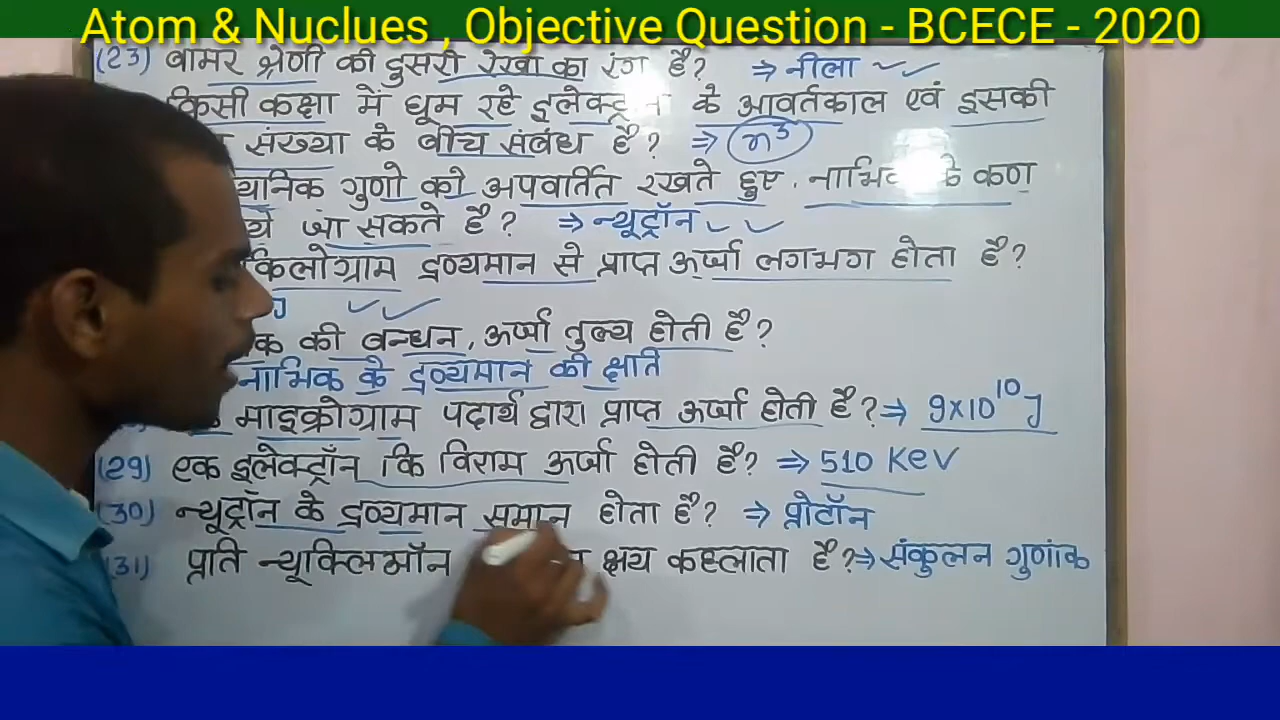 Atom & Nuclues , Objective Question - BCECE - 2020
(23) बामर श्रेणी की दुसरी रेखा का रंग है? ⇒ नीला
किसी कक्षा में धूम रहे के आवर्तकाल एवं इसकी
संख्या के बीच संबंध है? ⇒ n³
गुणो को अपवर्तित रखते हुए, कण
जा सकते है? ⇒ न्यूट्रॉन
किलोग्राम द्रव्यमान से प्राप्त ऊर्जा लगभग होता है?
J
की बन्धन, ऊर्जा तुल्य होती है?
नाभिक के द्रव्यमान की क्षति
माइक्रोग्राम पदार्थ द्वारा प्राप्त ऊर्जा होती है? ⇒ 9×10¹⁰J
(29) एक इलेक्ट्रॉन कि विराम ऊर्जा होती है? ⇒ 510 KeV
(30) न्यूट्रॉन के द्रव्यमान समान होता है? ⇒ प्रोटॉन
(31) प्रति न्यूक्लिऑन क्षय कहलाता है? ⇒ संकुलन गुणांक